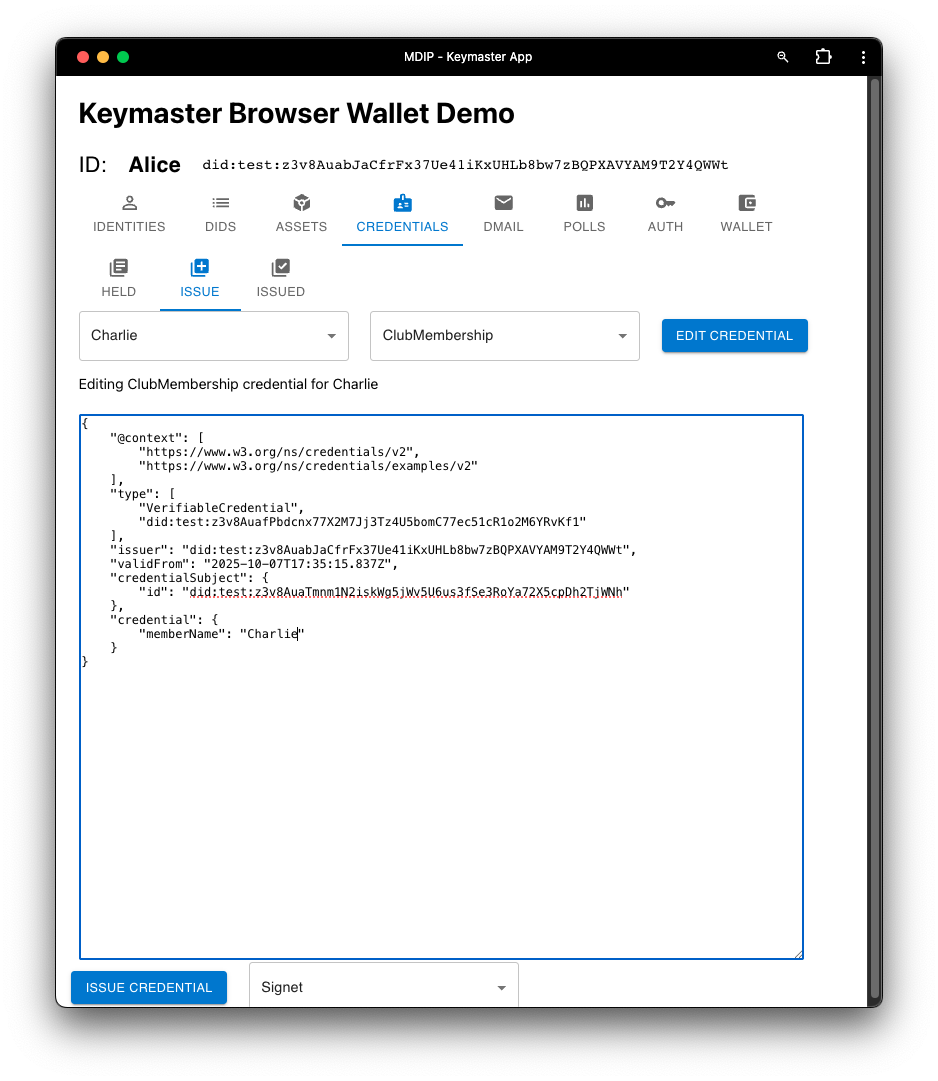 MDIP - Keymaster App
Keymaster Browser Wallet Demo
ID: Alice did:test:z3v8AuabJaCfrFx37Ue41iKxUHLb8bw7zBQPXAVYAM9T2Y4QWWt
IDENTITIES DIDS ASSETS CREDENTIALS DMAIL POLLS AUTH WALLET
HELD ISSUE ISSUED
Charlie ClubMembership EDIT CREDENTIAL
Editing ClubMembership credential for Charlie
{
    "@context": [
        "https://www.w3.org/ns/credentials/v2",
        "https://www.w3.org/ns/credentials/examples/v2"
    ],
    "type": [
        "VerifiableCredential",
        "did:test:z3v8AuafPbdcnx77X2M7Jj3Tz4U5bomC77ec51cR1o2M6YRvKf1"
    ],
    "issuer": "did:test:z3v8AuabJaCfrFx37Ue41iKxUHLb8bw7zBQPXAVYAM9T2Y4QWWt",
    "validFrom": "2025-10-07T17:35:15.837Z",
    "credentialSubject": {
        "id": "did:test:z3v8AuaTmnm1N2iskWg5jWv5U6us3fSe3RoYa72X5cpDh2TjWNh"
    },
    "credential": {
        "memberName": "Charlie"
    }
}
ISSUE CREDENTIAL Signet